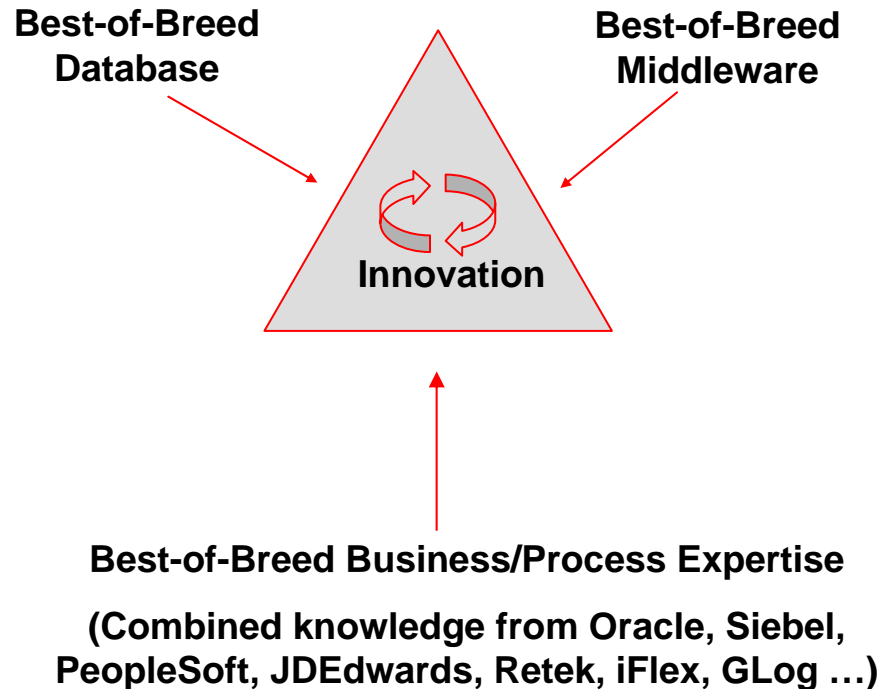 Best-of-Breed
Database
Best-of-Breed
Middleware
Innovation
Best-of-Breed Business/Process Expertise
(Combined knowledge from Oracle, Siebel,
PeopleSoft, JDEdwards, Retek, iFlex, GLog ...)